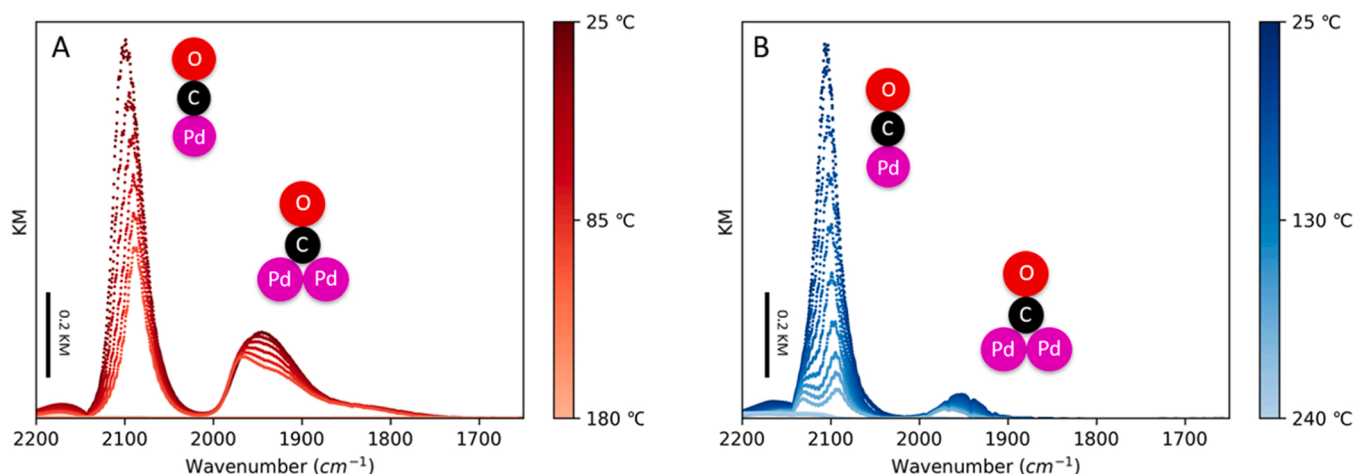 A
O
C
Pd
O
C
Pd Pd
KM
0.2 KM
2200 2100 2000 1900 1800 1700
Wavenumber (cm⁻¹)
25 ℃
85 ℃
180 ℃
B
O
C
Pd
O
C
Pd Pd
KM
0.2 KM
2200 2100 2000 1900 1800 1700
Wavenumber (cm⁻¹)
25 ℃
130 ℃
240 ℃